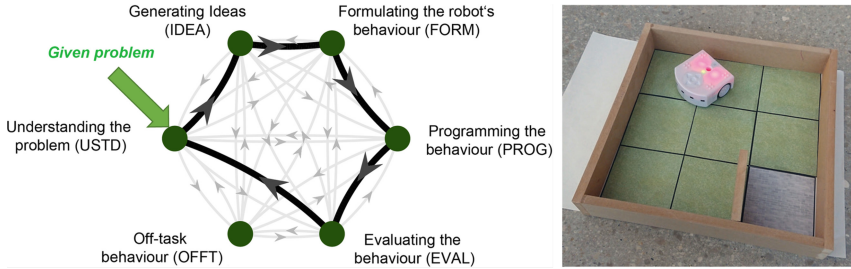 Generating Ideas
(IDEA)
Formulating the robot's
behaviour (FORM)
Given problem
Understanding the
problem (USTD)
Programming the
behaviour (PROG)
Off-task
behaviour (OFFT)
Evaluating the
behaviour (EVAL)